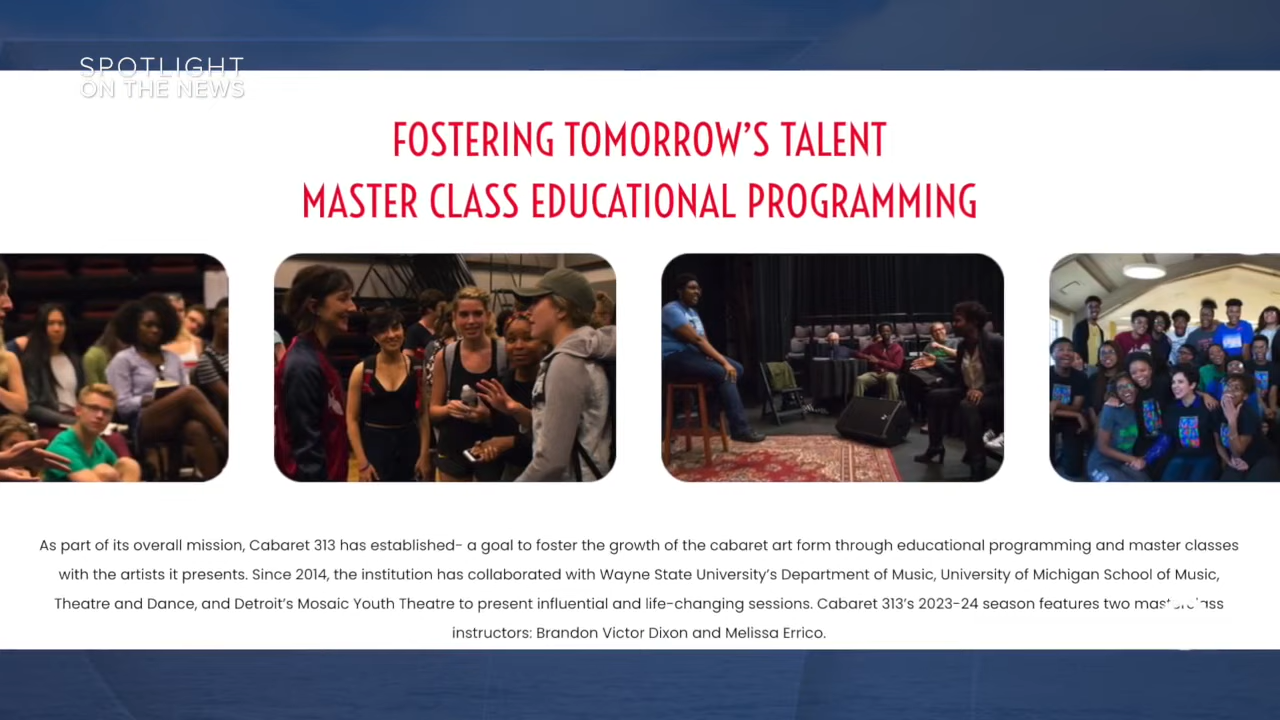 SPOTLIGHT
ON THE NEWS
FOSTERING TOMORROW'S TALENT
MASTER CLASS EDUCATIONAL PROGRAMMING
As part of its overall mission, Cabaret 313 has established- a goal to foster the growth of the cabaret art form through educational programming and master classes
with the artists it presents. Since 2014, the institution has collaborated with Wayne State University's Department of Music, University of Michigan School of Music,
Theatre and Dance, and Detroit's Mosaic Youth Theatre to present influential and life-changing sessions. Cabaret 313's 2023-24 season features two masterclass
instructors: Brandon Victor Dixon and Melissa Errico.